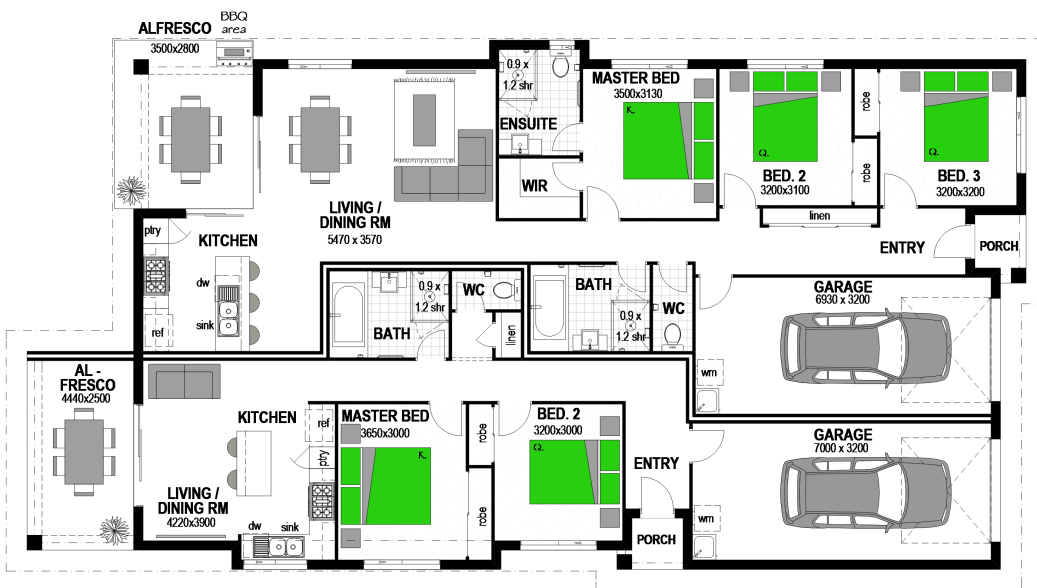 BBQ
area
ALFRESCO
3500x2800
0.9 x
1.2 shr
ENSUITE
WIR
MASTER BED
3500x3130
K.
Q.
BED. 2
3200x3100
robe
robe
Q.
BED. 3
3200x3200
LIVING /
DINING RM
5470 x 3570
linen
ENTRY
PORCH
ptry
KITCHEN
dw
sink
ref
BATH
0.9 x
1.2 shr
WC
linen
BATH
0.9 x
1.2 shr
WC
GARAGE
6930 x 3200
wm
AL -
FRESCO
4440x2500
KITCHEN
ref
ptry
LIVING /
DINING RM
4220x3900
dw
sink
MASTER BED
3650x3000
K.
robe
robe
BED. 2
3200x3000
Q.
ENTRY
PORCH
GARAGE
7000 x 3200
wm